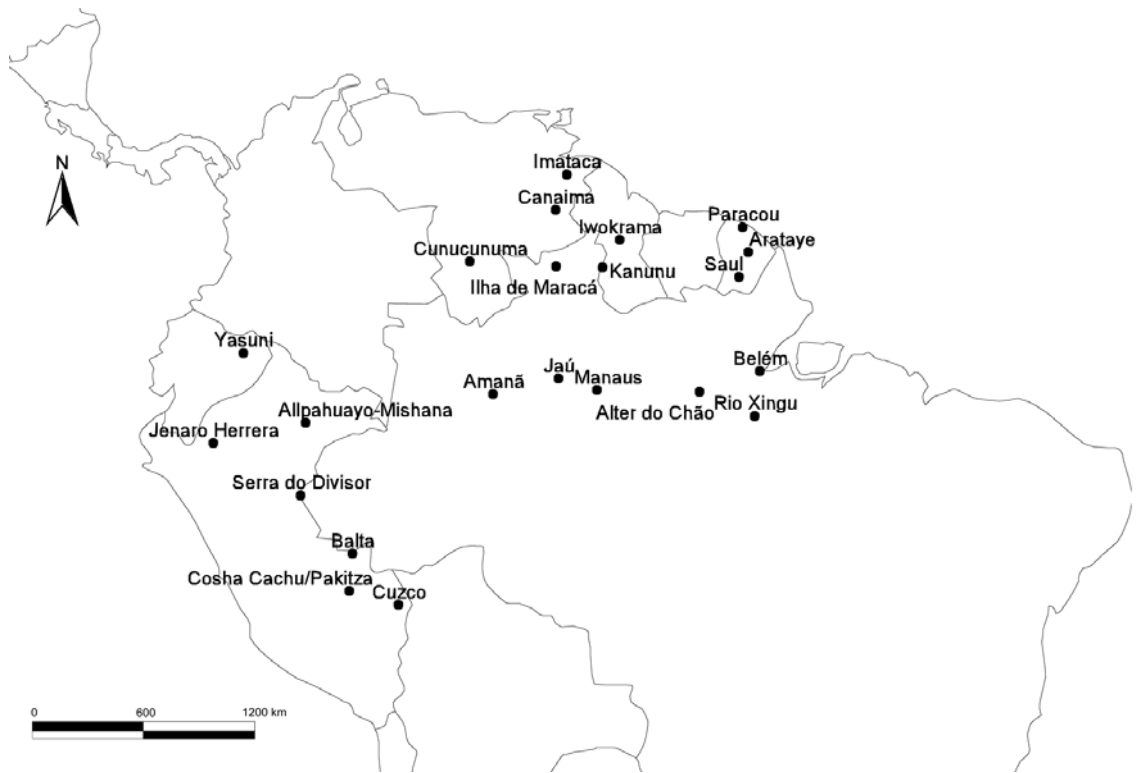 Imataca
N
Canaima
Paracou
Iwokrama
Arataye
Cunucunuma
Saul
Kanunu
Ilha de Maracá
Yasuni
Belém
Jaú
Amanã
Manaus
Alter do Chão
Rio Xingu
Allpahuayo-Mishana
Jenaro Herrera
Serra do Divisor
Balta
Cosha Cachu/Pakitza
Cuzco
0 600 1200 km